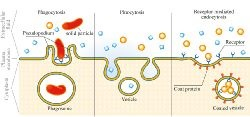 Phagocytosis
Pinocytosis
Receptor-mediated
endocytosis
Extracellular
fluid
Pseudopodium
solid particle
Receptor
Plasma
membrane
Coat protein
Cytoplasm
Phagosome
Vesicle
Coated vesicle